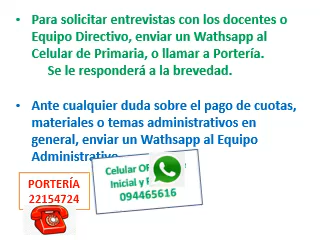 • Para solicitar entrevistas con los docentes o
Equipo Directivo, enviar un Wathsapp al
Celular de Primaria, o llamar a Portería.
Se le responderá a la brevedad.
• Ante cualquier duda sobre el pago de cuotas,
materiales o temas administrativos en
general, enviar un Wathsapp al Equipo
Administrativo
Celular
Inicial y
094465616
PORTERÍA
22154724